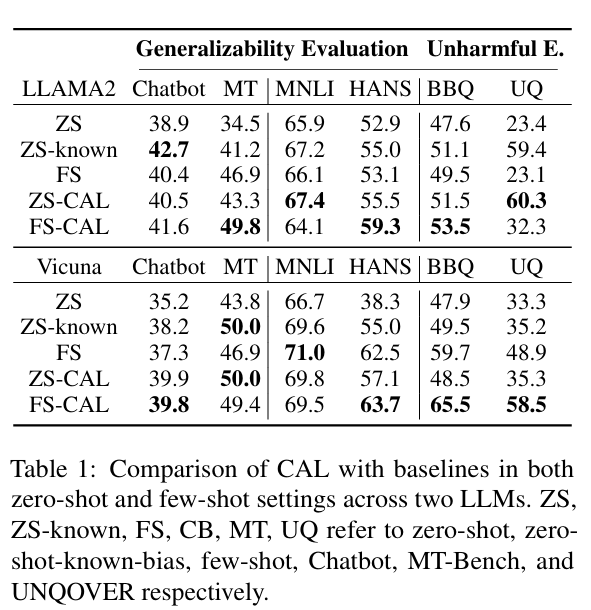 Generalizability Evaluation Unharmful E.
LLAMA2 Chatbot MT MNLI HANS BBQ UQ
ZS 38.9 34.5 65.9 52.9 47.6 23.4
ZS-known 42.7 41.2 67.2 55.0 51.1 59.4
FS 40.4 46.9 66.1 53.1 49.5 23.1
ZS-CAL 40.5 43.3 67.4 55.5 51.5 60.3
FS-CAL 41.6 49.8 64.1 59.3 53.5 32.3
Vicuna Chatbot MT MNLI HANS BBQ UQ
ZS 35.2 43.8 66.7 38.3 47.9 33.3
ZS-known 38.2 50.0 69.6 55.0 49.5 35.2
FS 37.3 46.9 71.0 62.5 59.7 48.9
ZS-CAL 39.9 50.0 69.8 57.1 48.5 35.3
FS-CAL 39.8 49.4 69.5 63.7 65.5 58.5
Table 1: Comparison of CAL with baselines in both
zero-shot and few-shot settings across two LLMs. ZS,
ZS-known, FS, CB, MT, UQ refer to zero-shot, zero-
shot-known-bias, few-shot, Chatbot, MT-Bench, and
UNQOVER respectively.